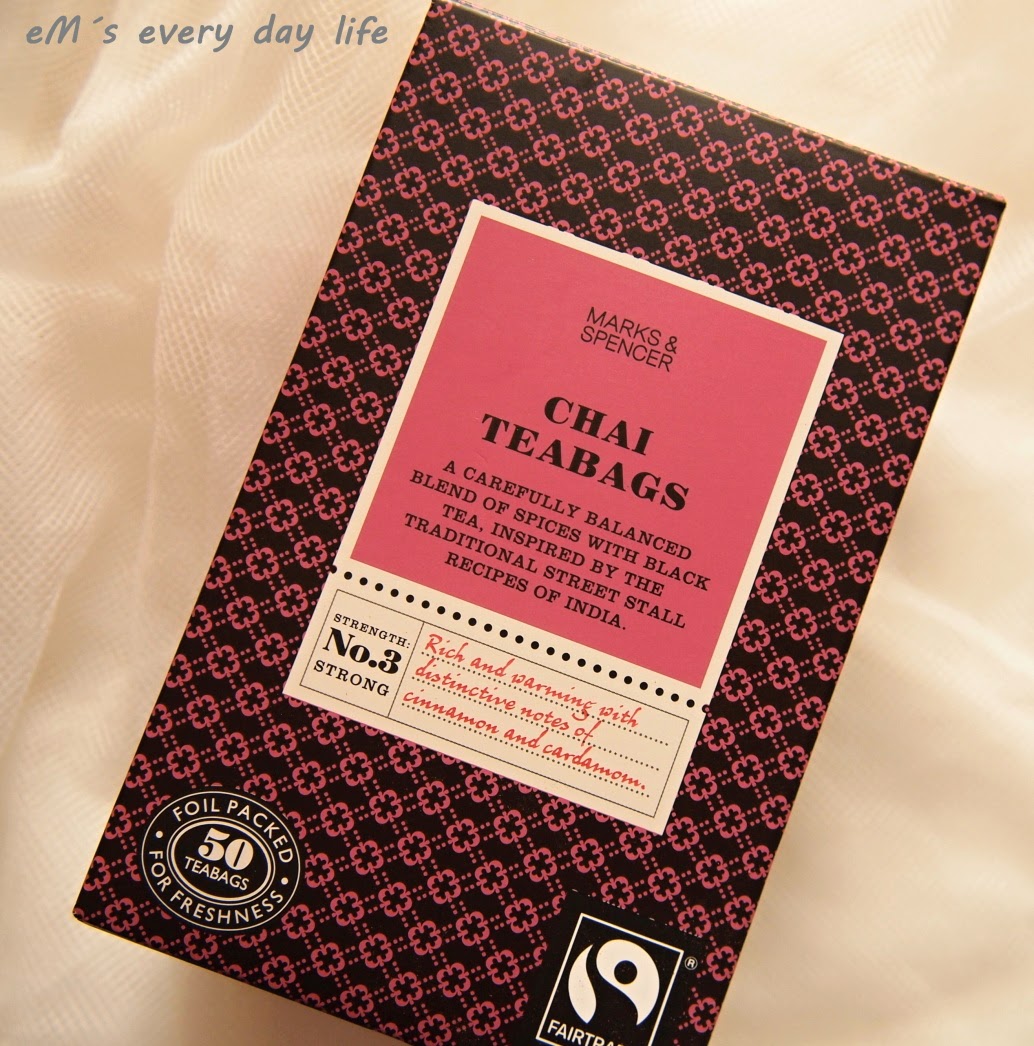 eM´s every day life
MARKS &
SPENCER
CHAI
TEABAGS
A CAREFULLY BALANCED
BLEND OF SPICES WITH BLACK
TEA, INSPIRED BY THE
TRADITIONAL STREET STALL
RECIPES OF INDIA.
STRENGTH:
No.3
STRONG
Rich and warming with
distinctive notes of
cinnamon and cardamom.
FOIL PACKED
50
TEABAGS
FOR FRESHNESS
®